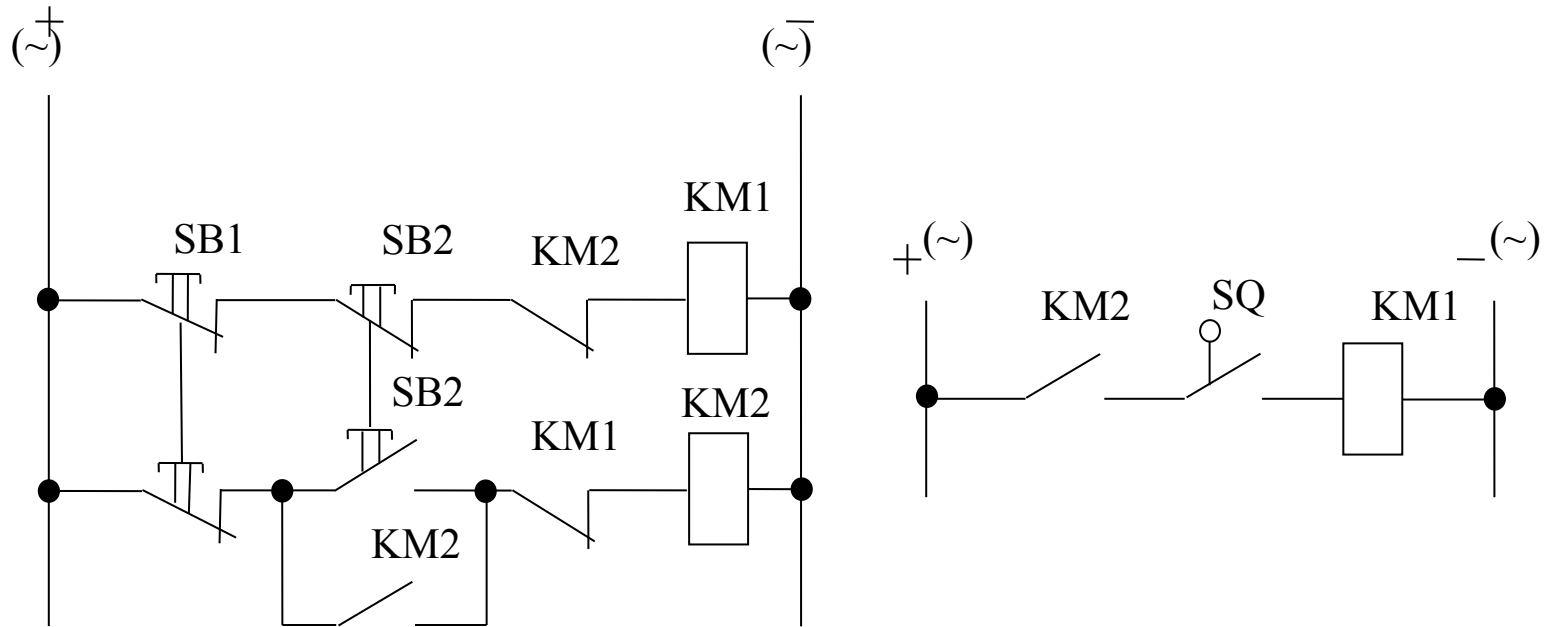 + −
(~) (~)
KM1
SB1 SB2 KM2
+ (~) − (~)
KM2 SQ KM1
SB2 KM2
KM1
KM2